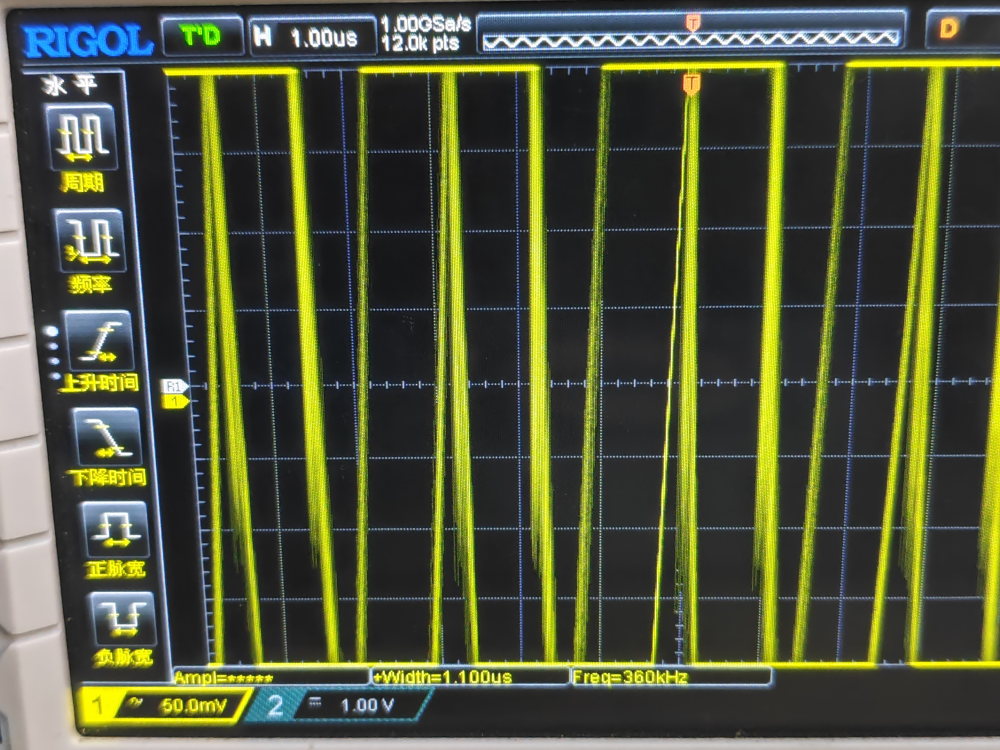 RIGOL T'D H 1.00us 1.00GSa/s 12.0k pts T D
水平
周期
频率
上升时间
下降时间
正脉宽
负脉宽
T
R1
1
Ampl=***** +Width=1.100us Freq=360kHz
1 ~ 50.0mV 2 1.00 V